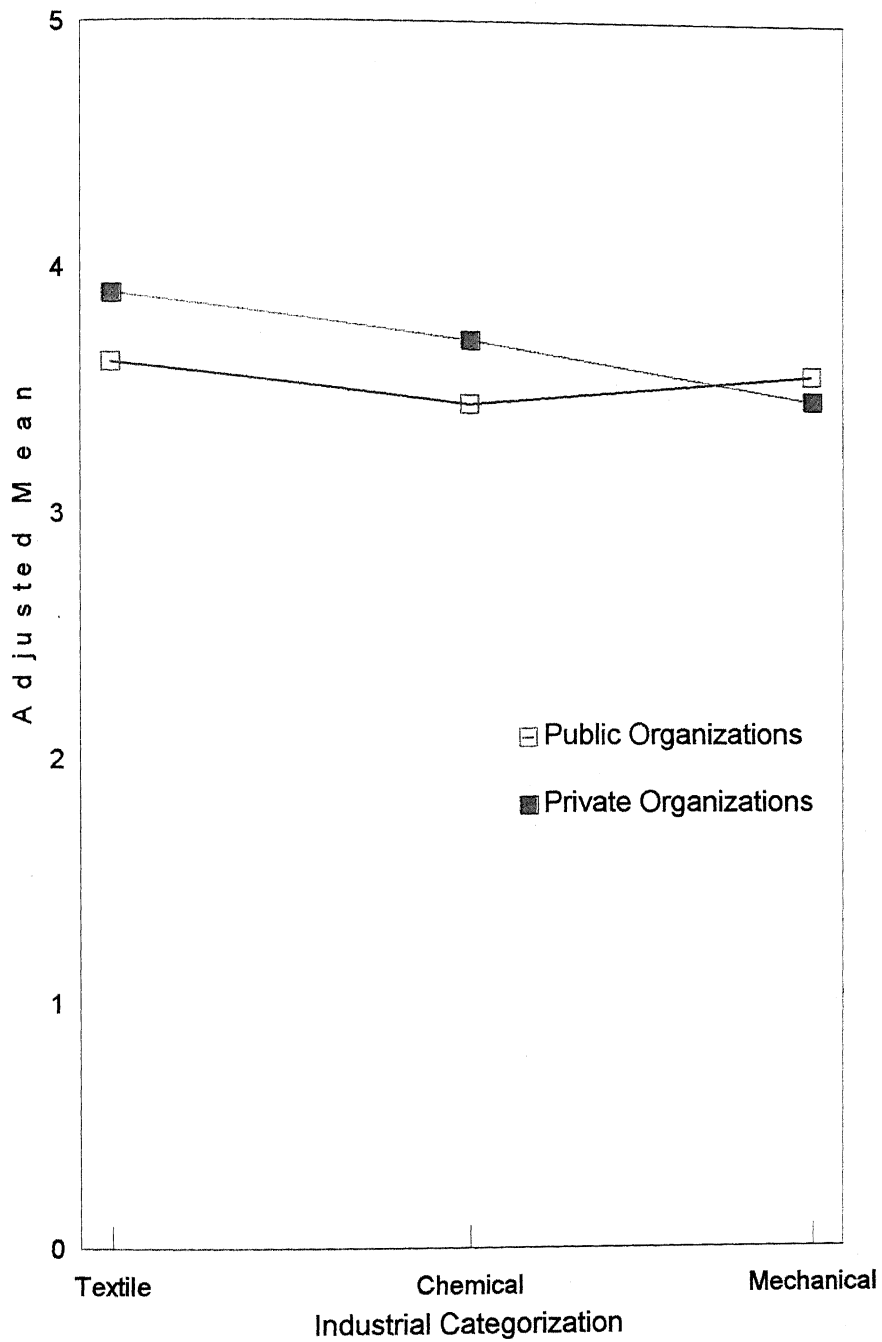 5
4
3
2
1
0
Adjusted Mean
Public Organizations
Private Organizations
Textile
Chemical
Mechanical
Industrial Categorization